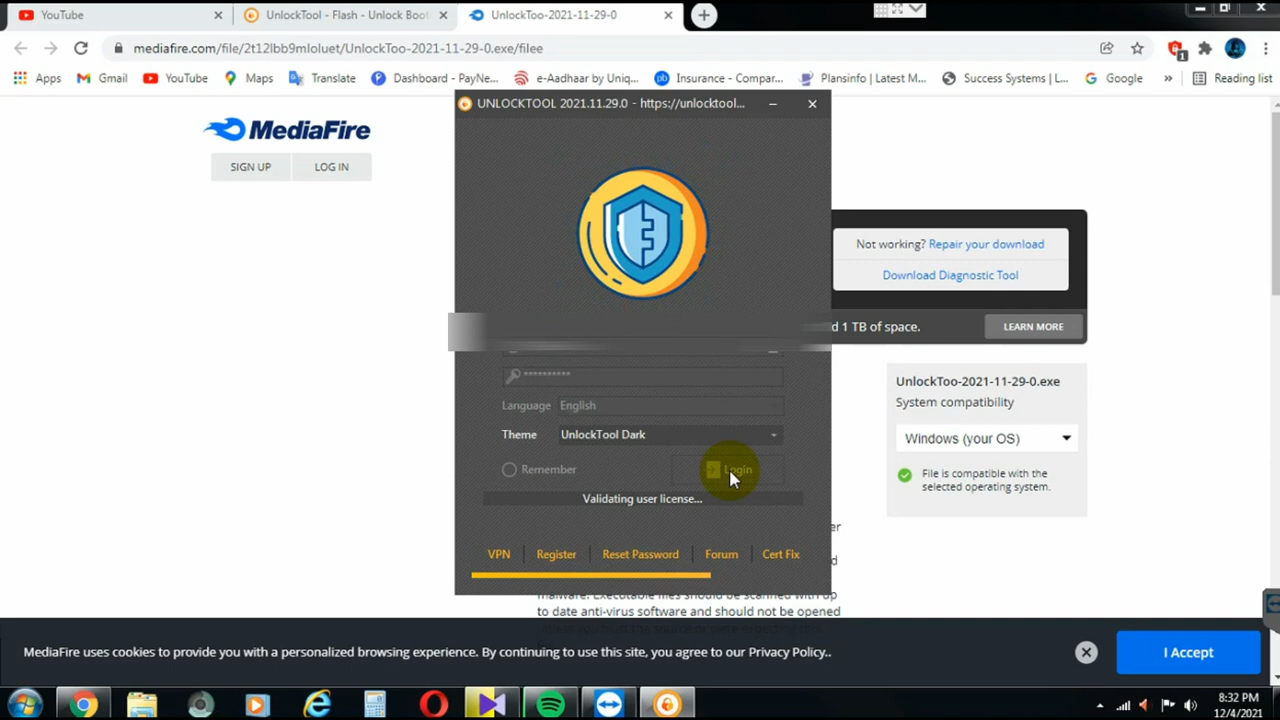 YouTube
UnlockTool - Flash - Unlock Boot
UnlockToo-2021-11-29-0
mediafire.com/file/2t12lbb9mloluet/UnlockToo-2021-11-29-0.exe/filee
1
Apps
Gmail
YouTube
Maps
Translate
Dashboard - PayNe...
e-Aadhaar by Uniq...
Insurance - Compar...
Plansinfo | Latest M...
Success Systems | L...
Google
»
Reading list
UNLOCKTOOL 2021.11.29.0 - https://unlocktool...
MediaFire
SIGN UP
LOG IN
Not working? Repair your download
Download Diagnostic Tool
d 1 TB of space.
LEARN MORE
**********
Language English
Theme UnlockTool Dark
Remember
Login
Validating user license...
VPN
Register
Reset Password
Forum
Cert Fix
UnlockToo-2021-11-29-0.exe
System compatibility
Windows (your OS)
File is compatible with the
selected operating system.
malware. Executable files should be scanned with up
to date anti-virus software and should not be opened
MediaFire uses cookies to provide you with a personalized browsing experience. By continuing to use this site, you agree to our Privacy Policy..
I Accept
8:32 PM
12/4/2021